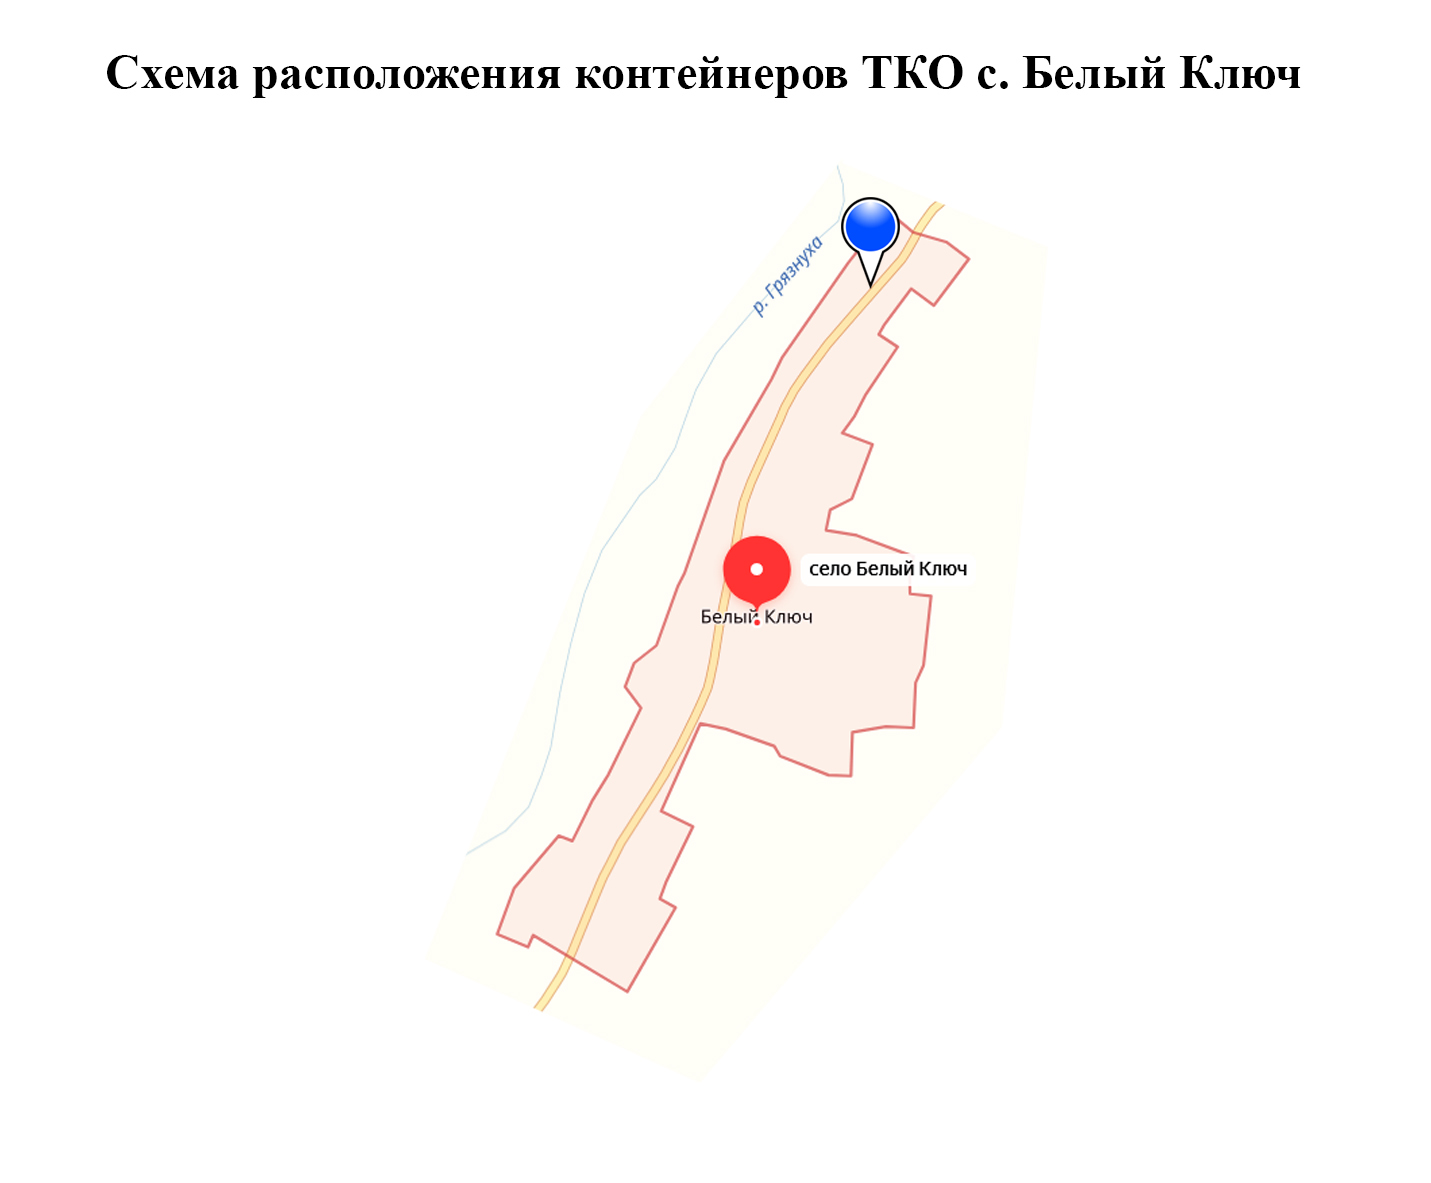 Схема расположения контейнеров ТКО с. Белый Ключ
р. Грязнуха
село Белый Ключ
Белый Ключ